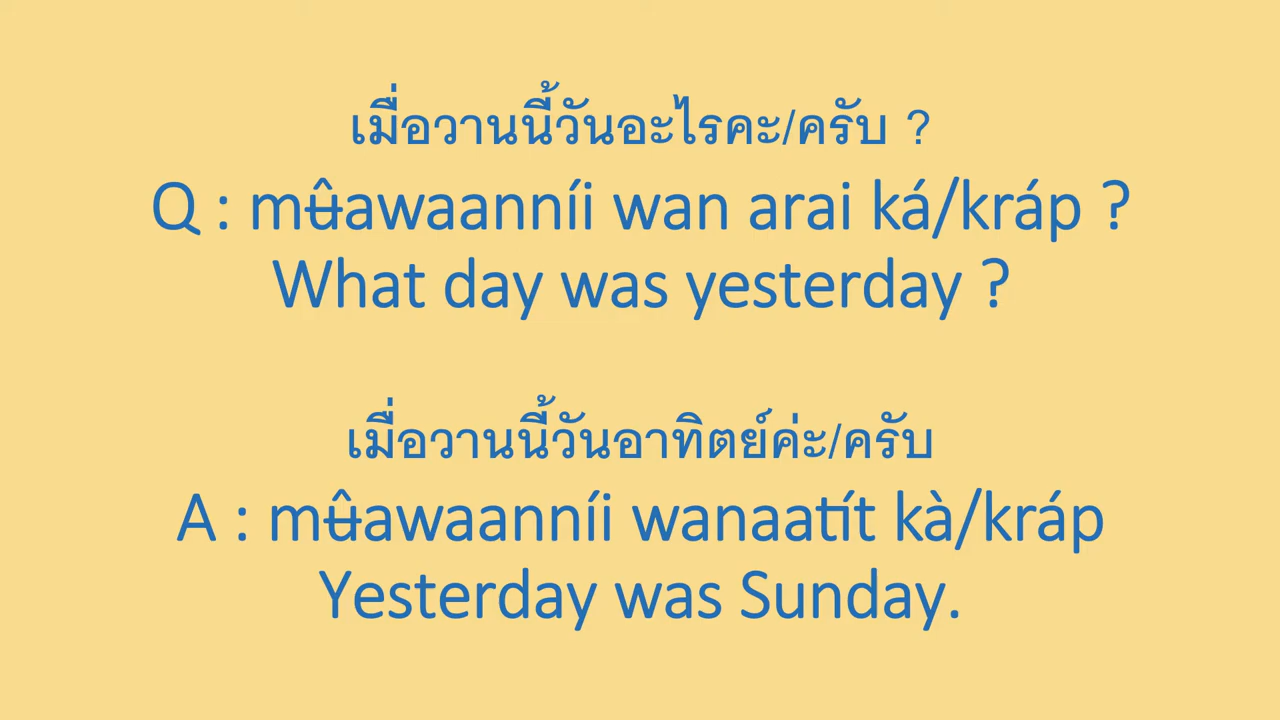 เมื่อวานนี้วันอะไรคะ/ครับ ?
Q : mʉ̂awaanníi wan arai ká/kráp ?
What day was yesterday ?
เมื่อวานนี้วันอาทิตย์ค่ะ/ครับ
A : mʉ̂awaanníi wanaatít kà/kráp
Yesterday was Sunday.